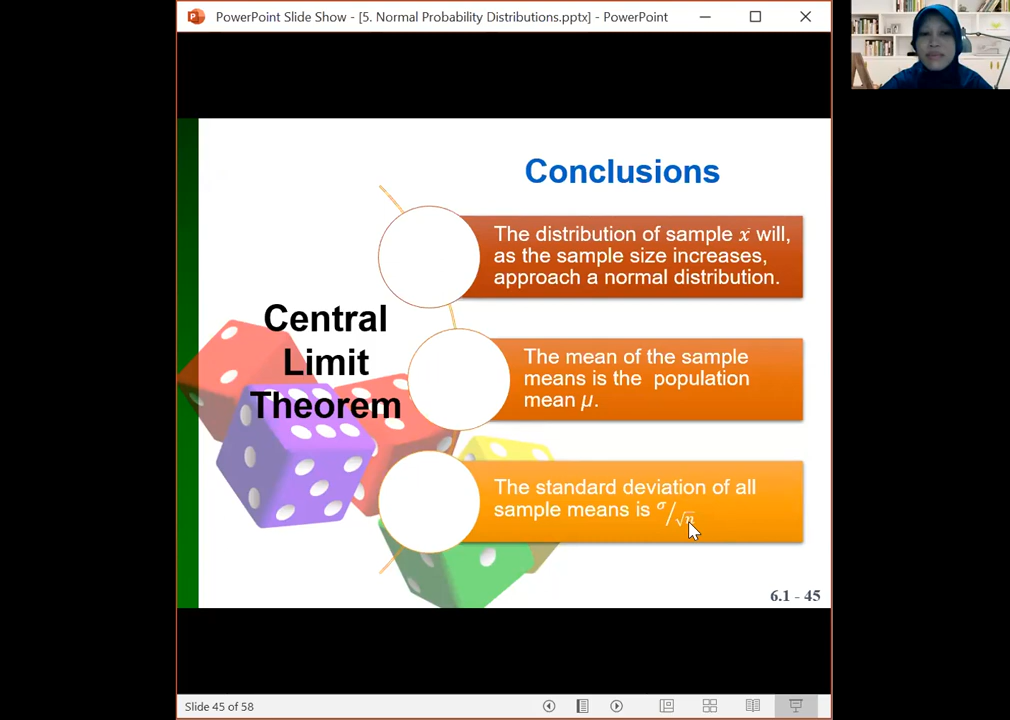 PowerPoint Slide Show - [5. Normal Probability Distributions.pptx] - PowerPoint
Conclusions
Central
Limit
Theorem
The distribution of sample x̄ will,
as the sample size increases,
approach a normal distribution.
The mean of the sample
means is the population
mean μ.
The standard deviation of all
sample means is σ/√n
6.1 - 45
Slide 45 of 58